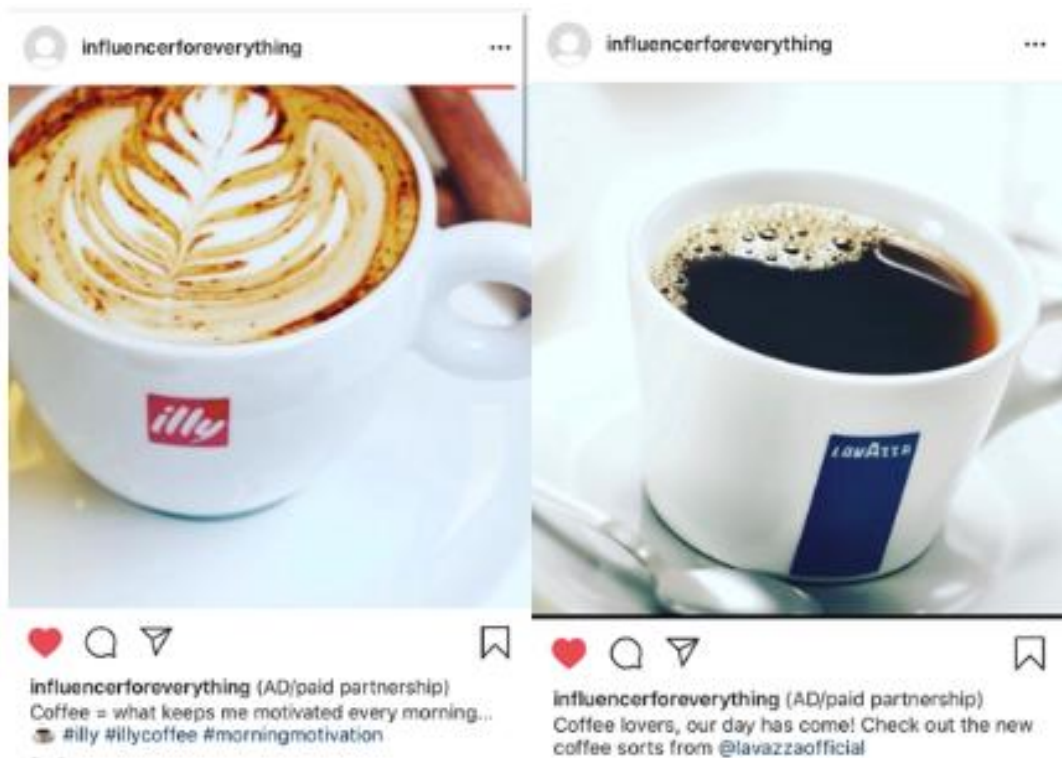 influencerforeverything
illy
influencerforeverything (AD/paid partnership)
Coffee = what keeps me motivated every morning...
#illy #illycoffee #morningmotivation
influencerforeverything
LAVAZZA
influencerforeverything (AD/paid partnership)
Coffee lovers, our day has come! Check out the new
coffee sorts from @lavazzaofficial